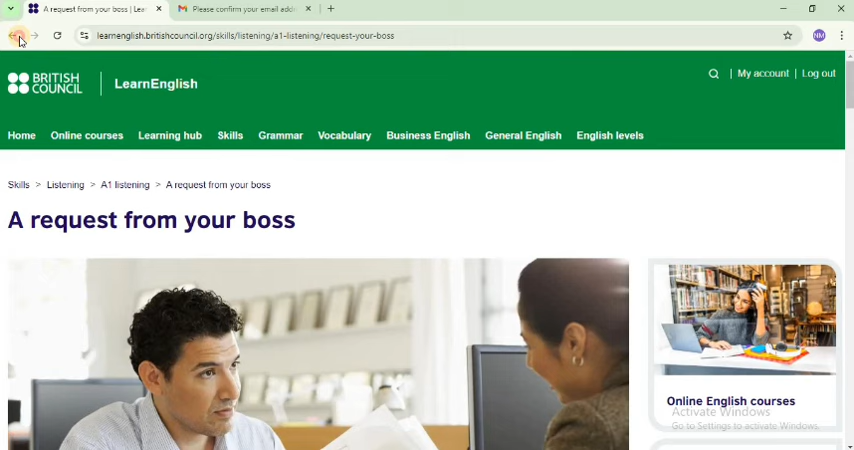 A request from your boss | Lear
Please confirm your email addr
learnenglish.britishcouncil.org/skills/listening/a1-listening/request-your-boss
NM
BRITISH COUNCIL
LearnEnglish
| My account | Log out
Home Online courses Learning hub Skills Grammar Vocabulary Business English General English English levels
Skills > Listening > A1 listening > A request from your boss
A request from your boss
Online English courses
Activate Windows
Go to Settings to activate Windows.